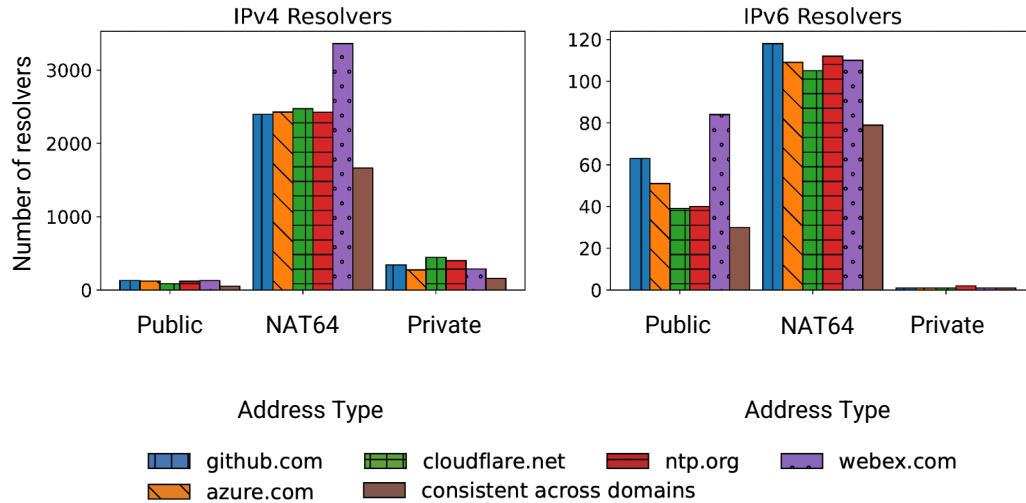 IPv4 Resolvers
IPv6 Resolvers
Number of resolvers
3000
2000
1000
0
120
100
80
60
40
20
0
Public NAT64 Private
Public NAT64 Private
Address Type
Address Type
github.com cloudflare.net ntp.org webex.com
azure.com consistent across domains